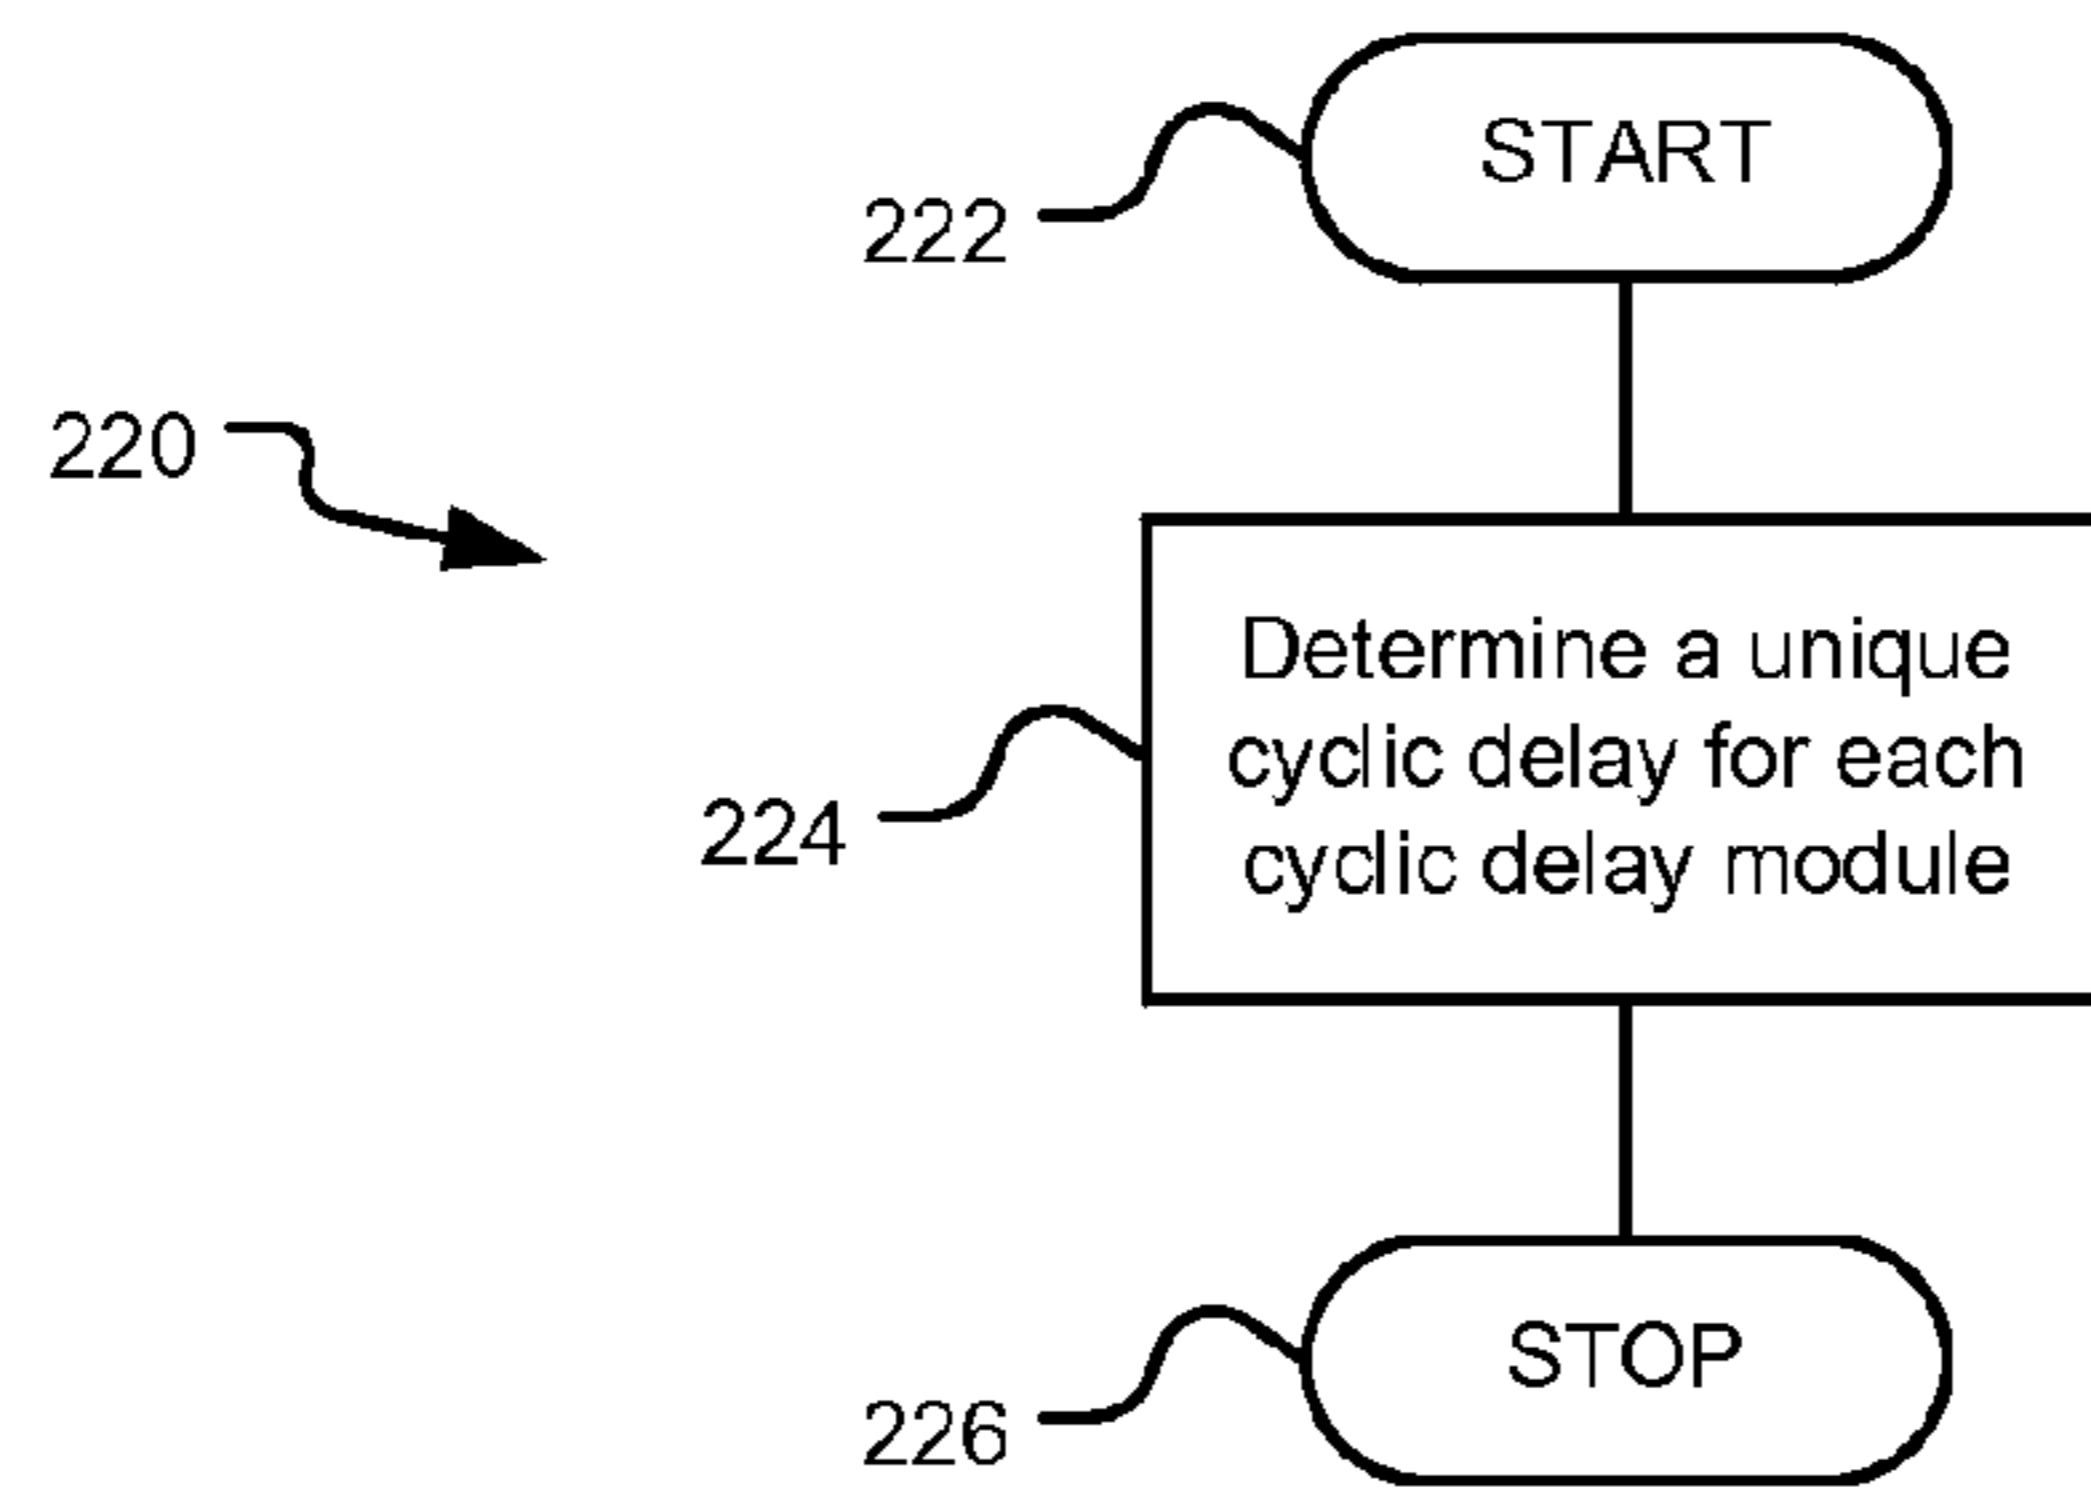 START
222
220
Determine a unique
cyclic delay for each
cyclic delay module
224
STOP
226